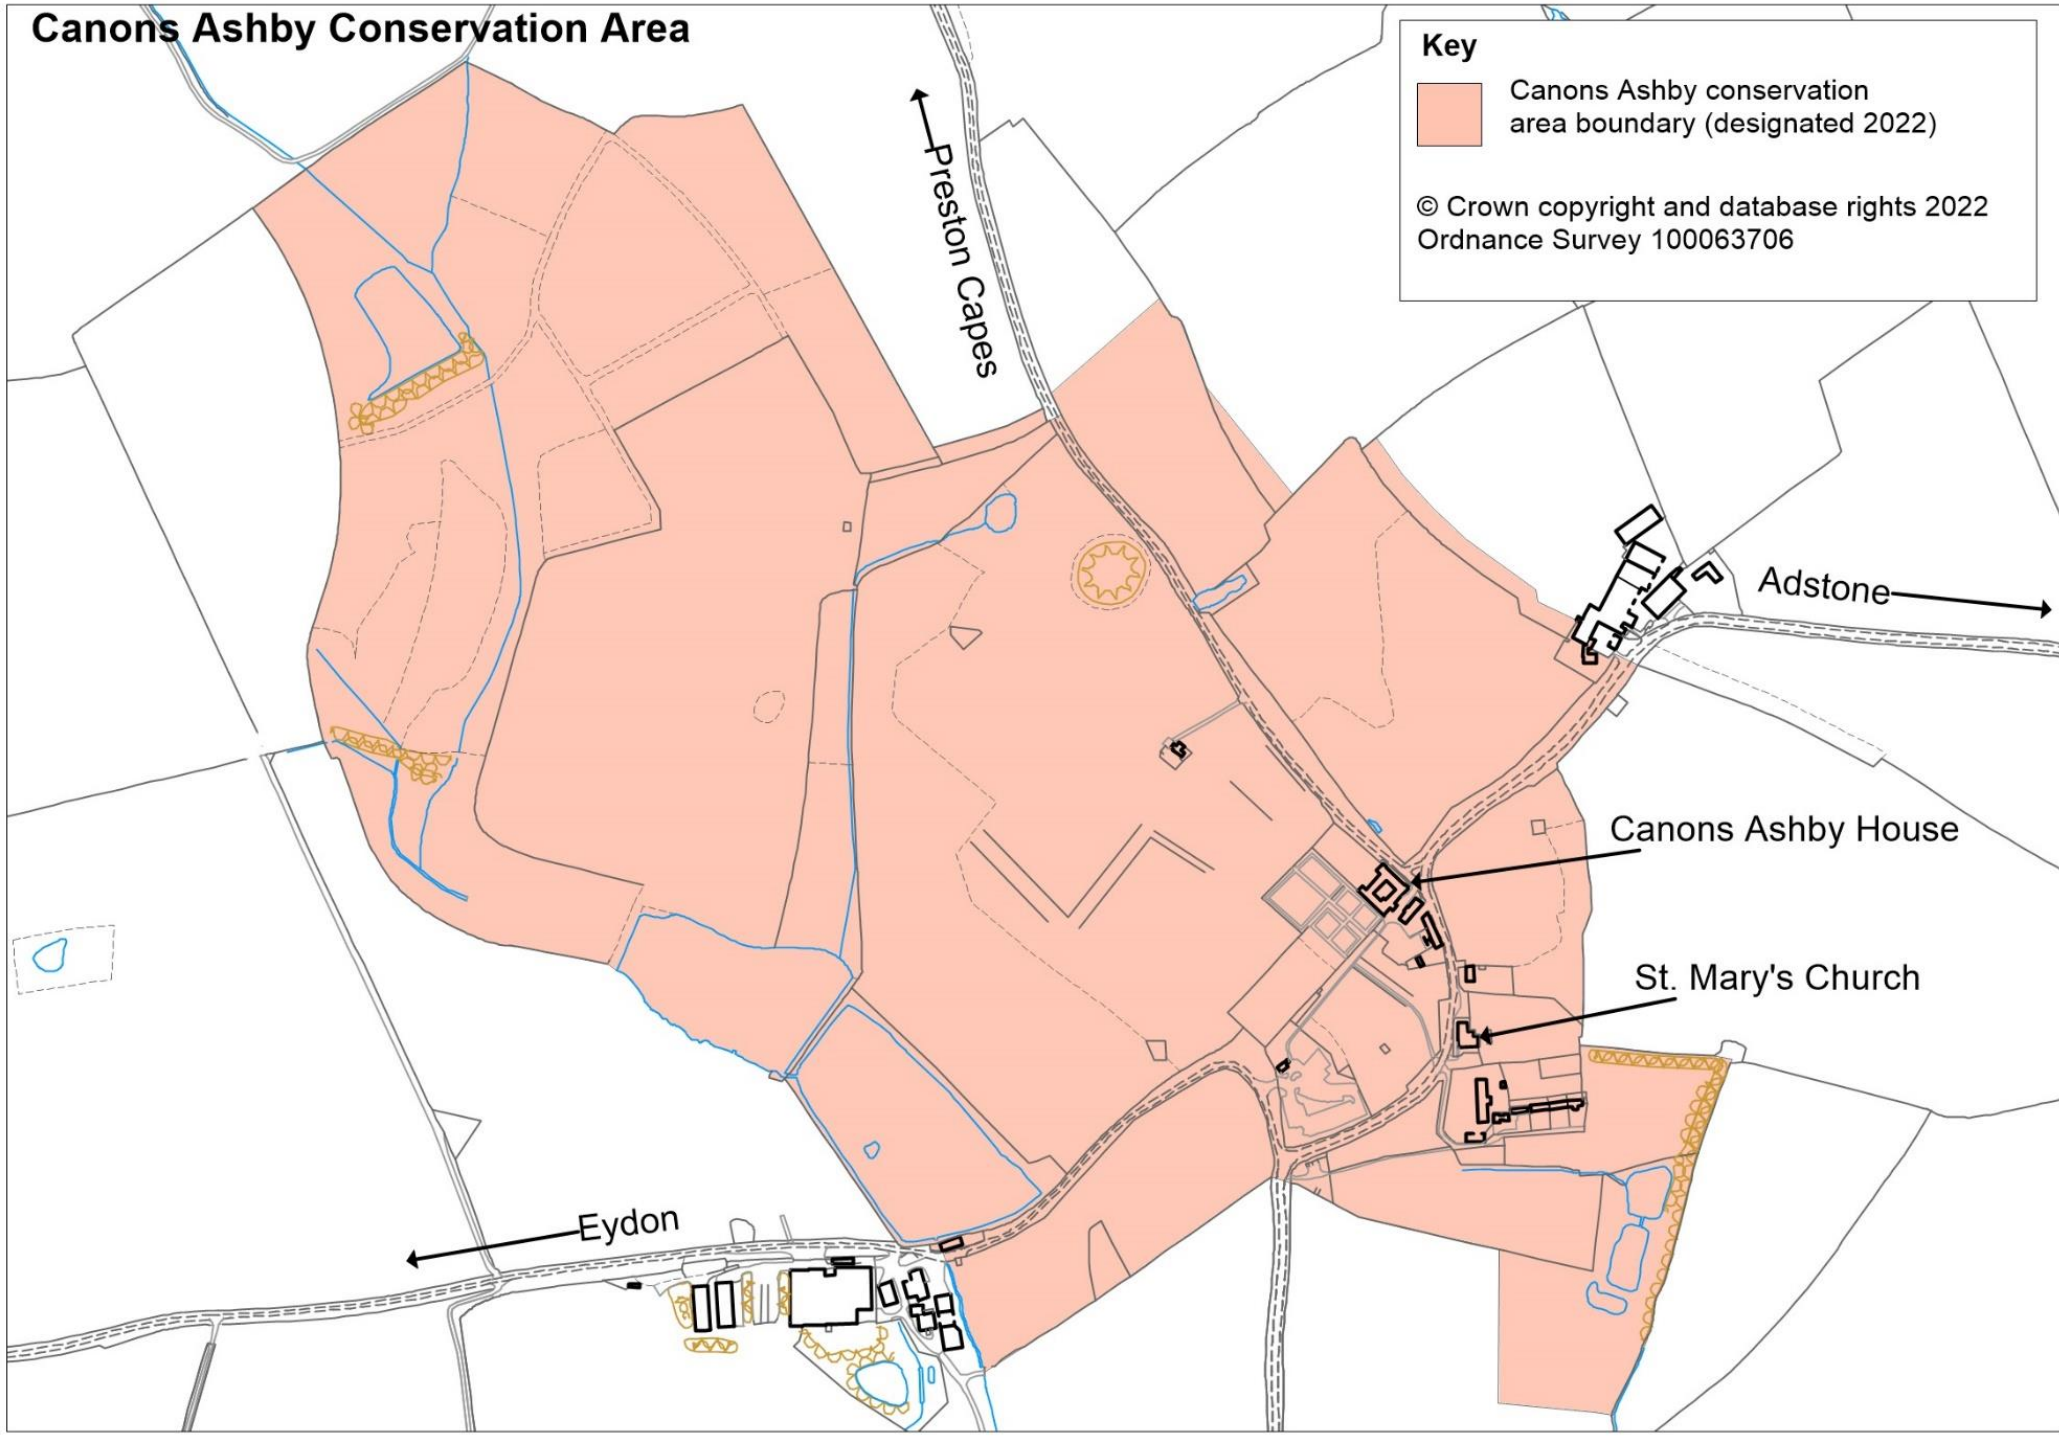 Canons Ashby Conservation Area
Key
Canons Ashby conservation
area boundary (designated 2022)
© Crown copyright and database rights 2022
Ordnance Survey 100063706
Preston Capes
Adstone
Canons Ashby House
St. Mary's Church
Eydon